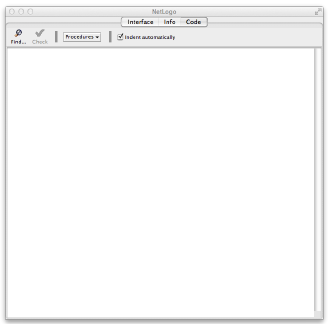 NetLogo
Interface Info Code
Find... Check Procedures Indent automatically